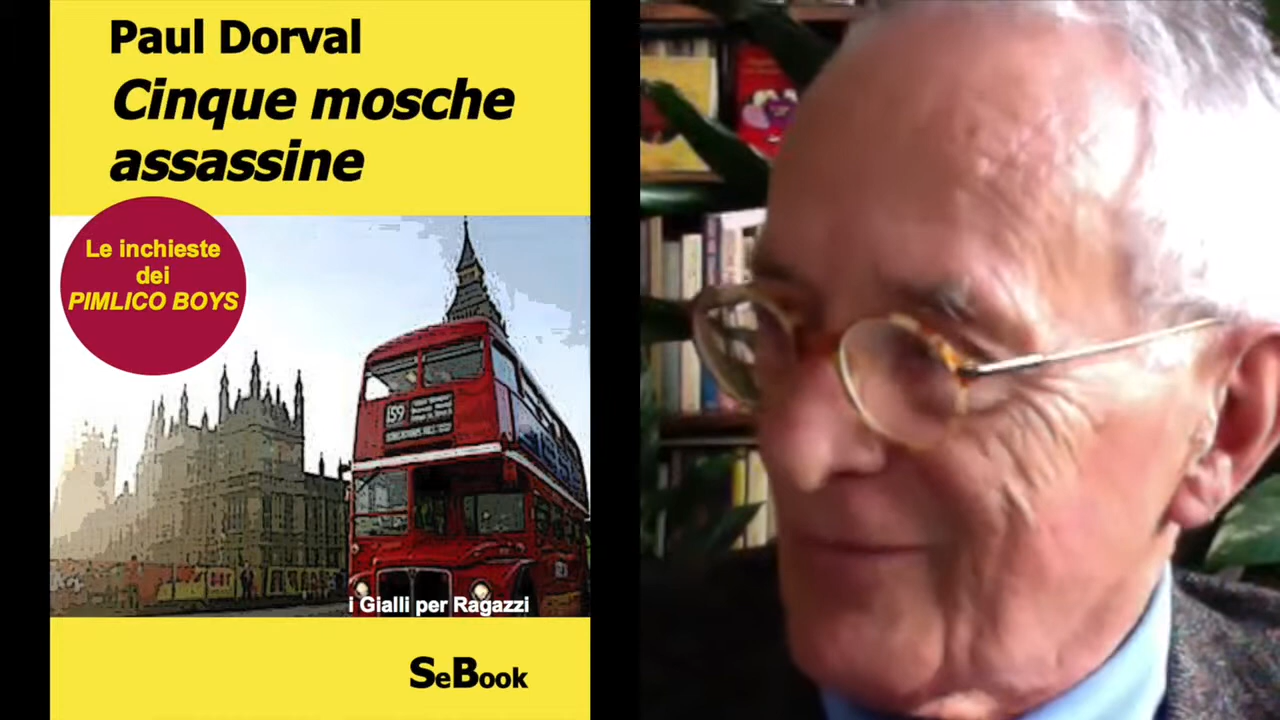 Paul Dorval
Cinque mosche
assassine
Le inchieste
dei
PIMLICO BOYS
159
i Gialli per Ragazzi
SeBook